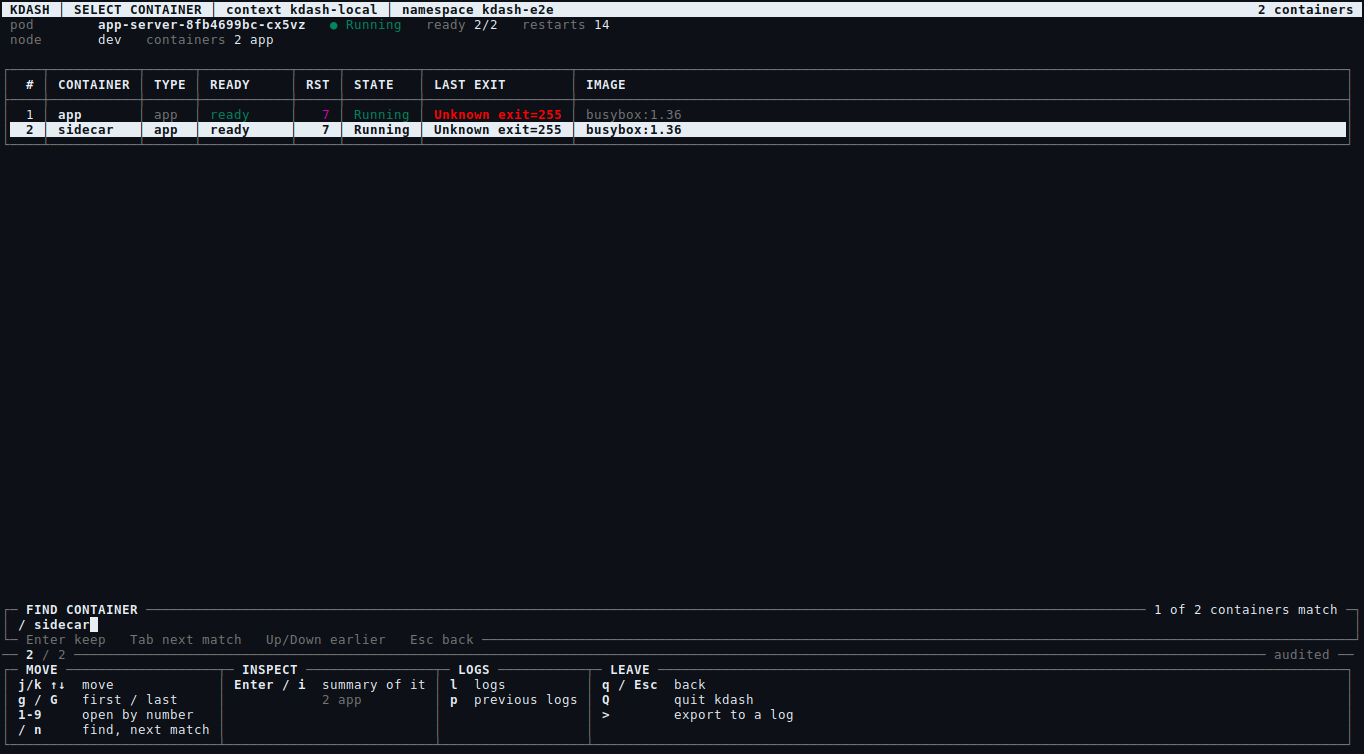 KDASH │ SELECT CONTAINER │ context kdash-local │ namespace kdash-e2e 2 containers
pod app-server-8fb4699bc-cx5vz ● Running ready 2/2 restarts 14
node dev containers 2 app
# │ CONTAINER │ TYPE │ READY │ RST │ STATE │ LAST EXIT │ IMAGE
1 │ app │ app │ ready │ 7 │ Running │ Unknown exit=255 │ busybox:1.36
2 │ sidecar │ app │ ready │ 7 │ Running │ Unknown exit=255 │ busybox:1.36
FIND CONTAINER 1 of 2 containers match
/ sidecar
Enter keep Tab next match Up/Down earlier Esc back
2 / 2 audited
MOVE INSPECT LOGS LEAVE
j/k ↑↓ move │ Enter / i summary of it │ l logs │ q / Esc back
g / G first / last │ 2 app │ p previous logs │ Q quit kdash
1-9 open by number │ > export to a log
/ n find, next match